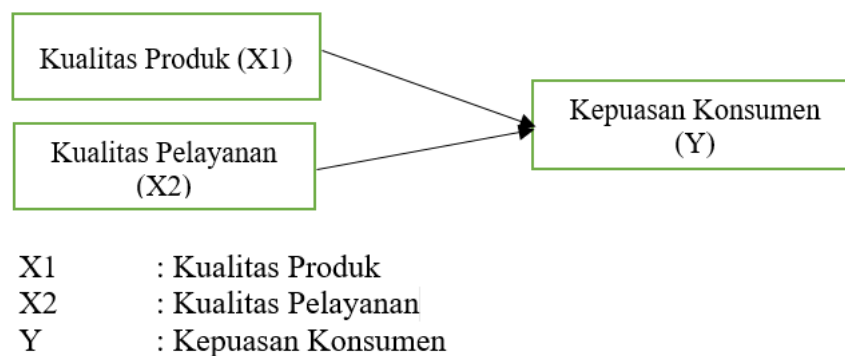 Kualitas Produk (X1)
Kualitas Pelayanan
(X2)
Kepuasan Konsumen
(Y)
X1 : Kualitas Produk
X2 : Kualitas Pelayanan
Y : Kepuasan Konsumen